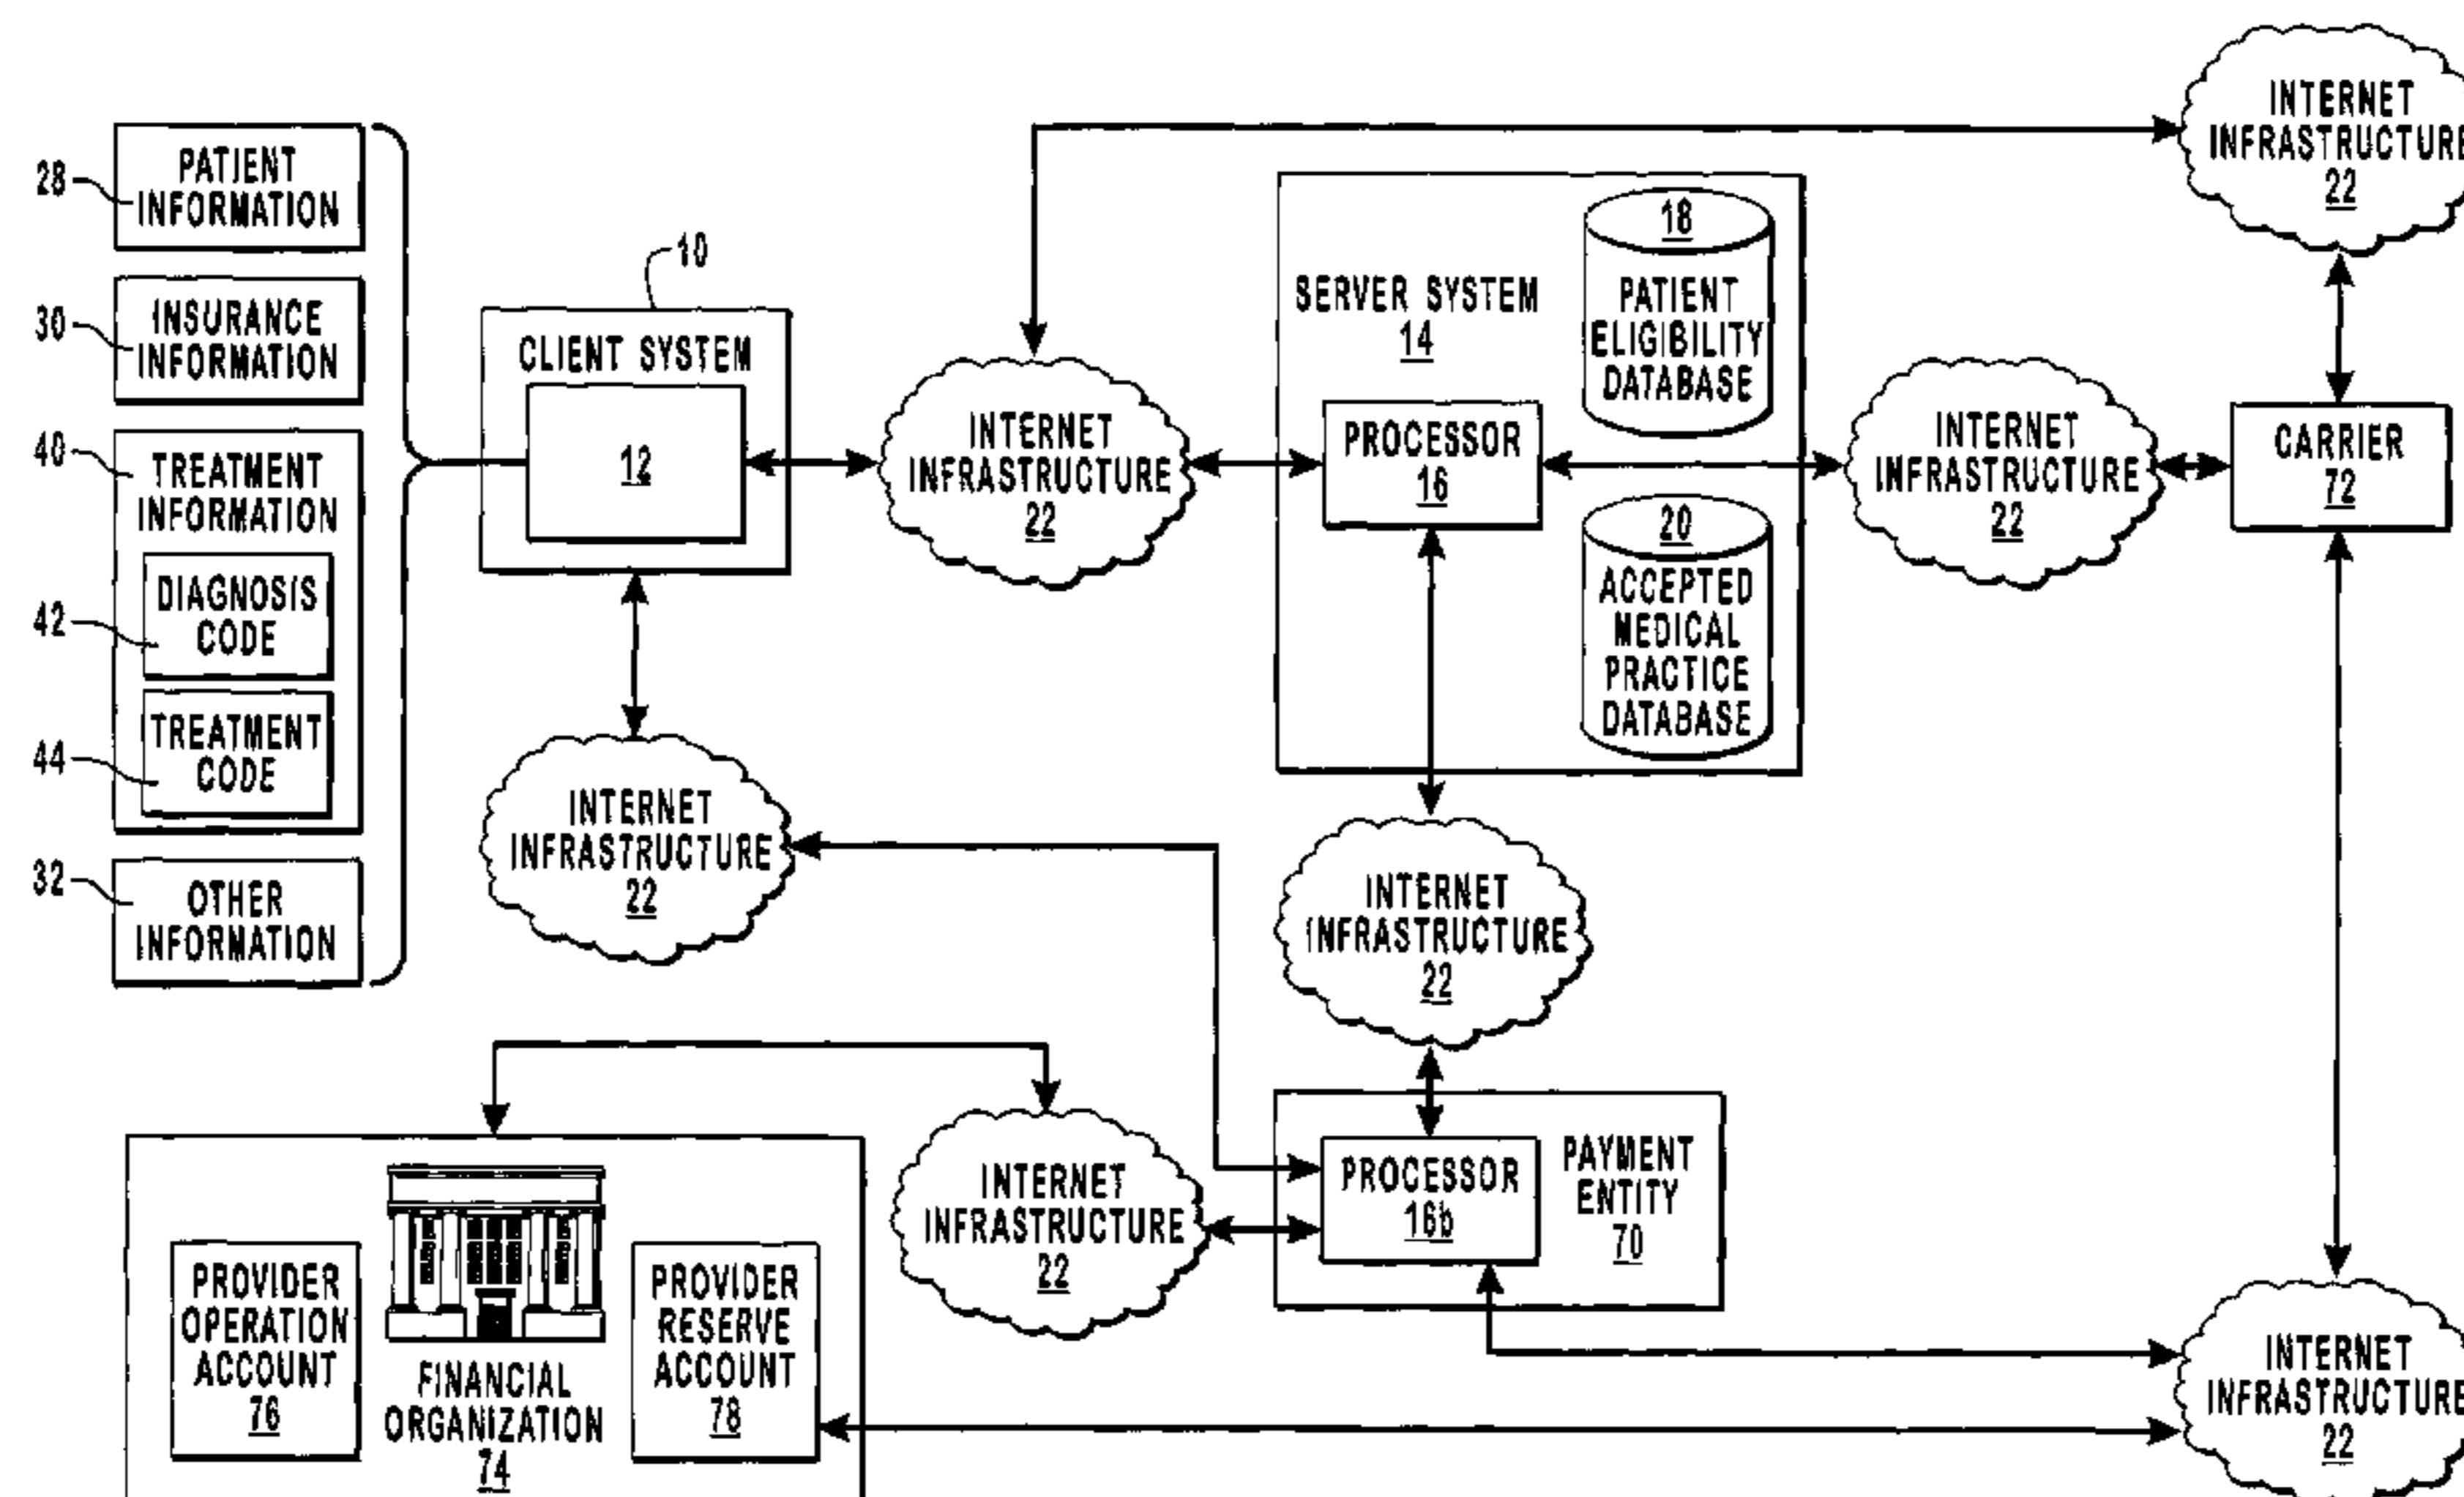 28
PATIENT
INFORMATION
30
INSURANCE
INFORMATION
40
TREATMENT
INFORMATION
42
DIAGNOSIS
CODE
44
TREATMENT
CODE
32
OTHER
INFORMATION
10
CLIENT SYSTEM
12
INTERNET
INFRASTRUCTURE
22
SERVER SYSTEM
14
18
PATIENT
ELIGIBILITY
DATABASE
PROCESSOR
16
20
ACCEPTED
MEDICAL
PRACTICE
DATABASE
INTERNET
INFRASTRUCTURE
22
INTERNET
INFRASTRUCTURE
22
CARRIER
72
INTERNET
INFRASTRUCTURE
22
INTERNET
INFRASTRUCTURE
22
INTERNET
INFRASTRUCTURE
22
PROCESSOR
16b
PAYMENT
ENTITY
70
PROVIDER
OPERATION
ACCOUNT
76
FINANCIAL
ORGANIZATION
74
PROVIDER
RESERVE
ACCOUNT
78
INTERNET
INFRASTRUCTURE
22